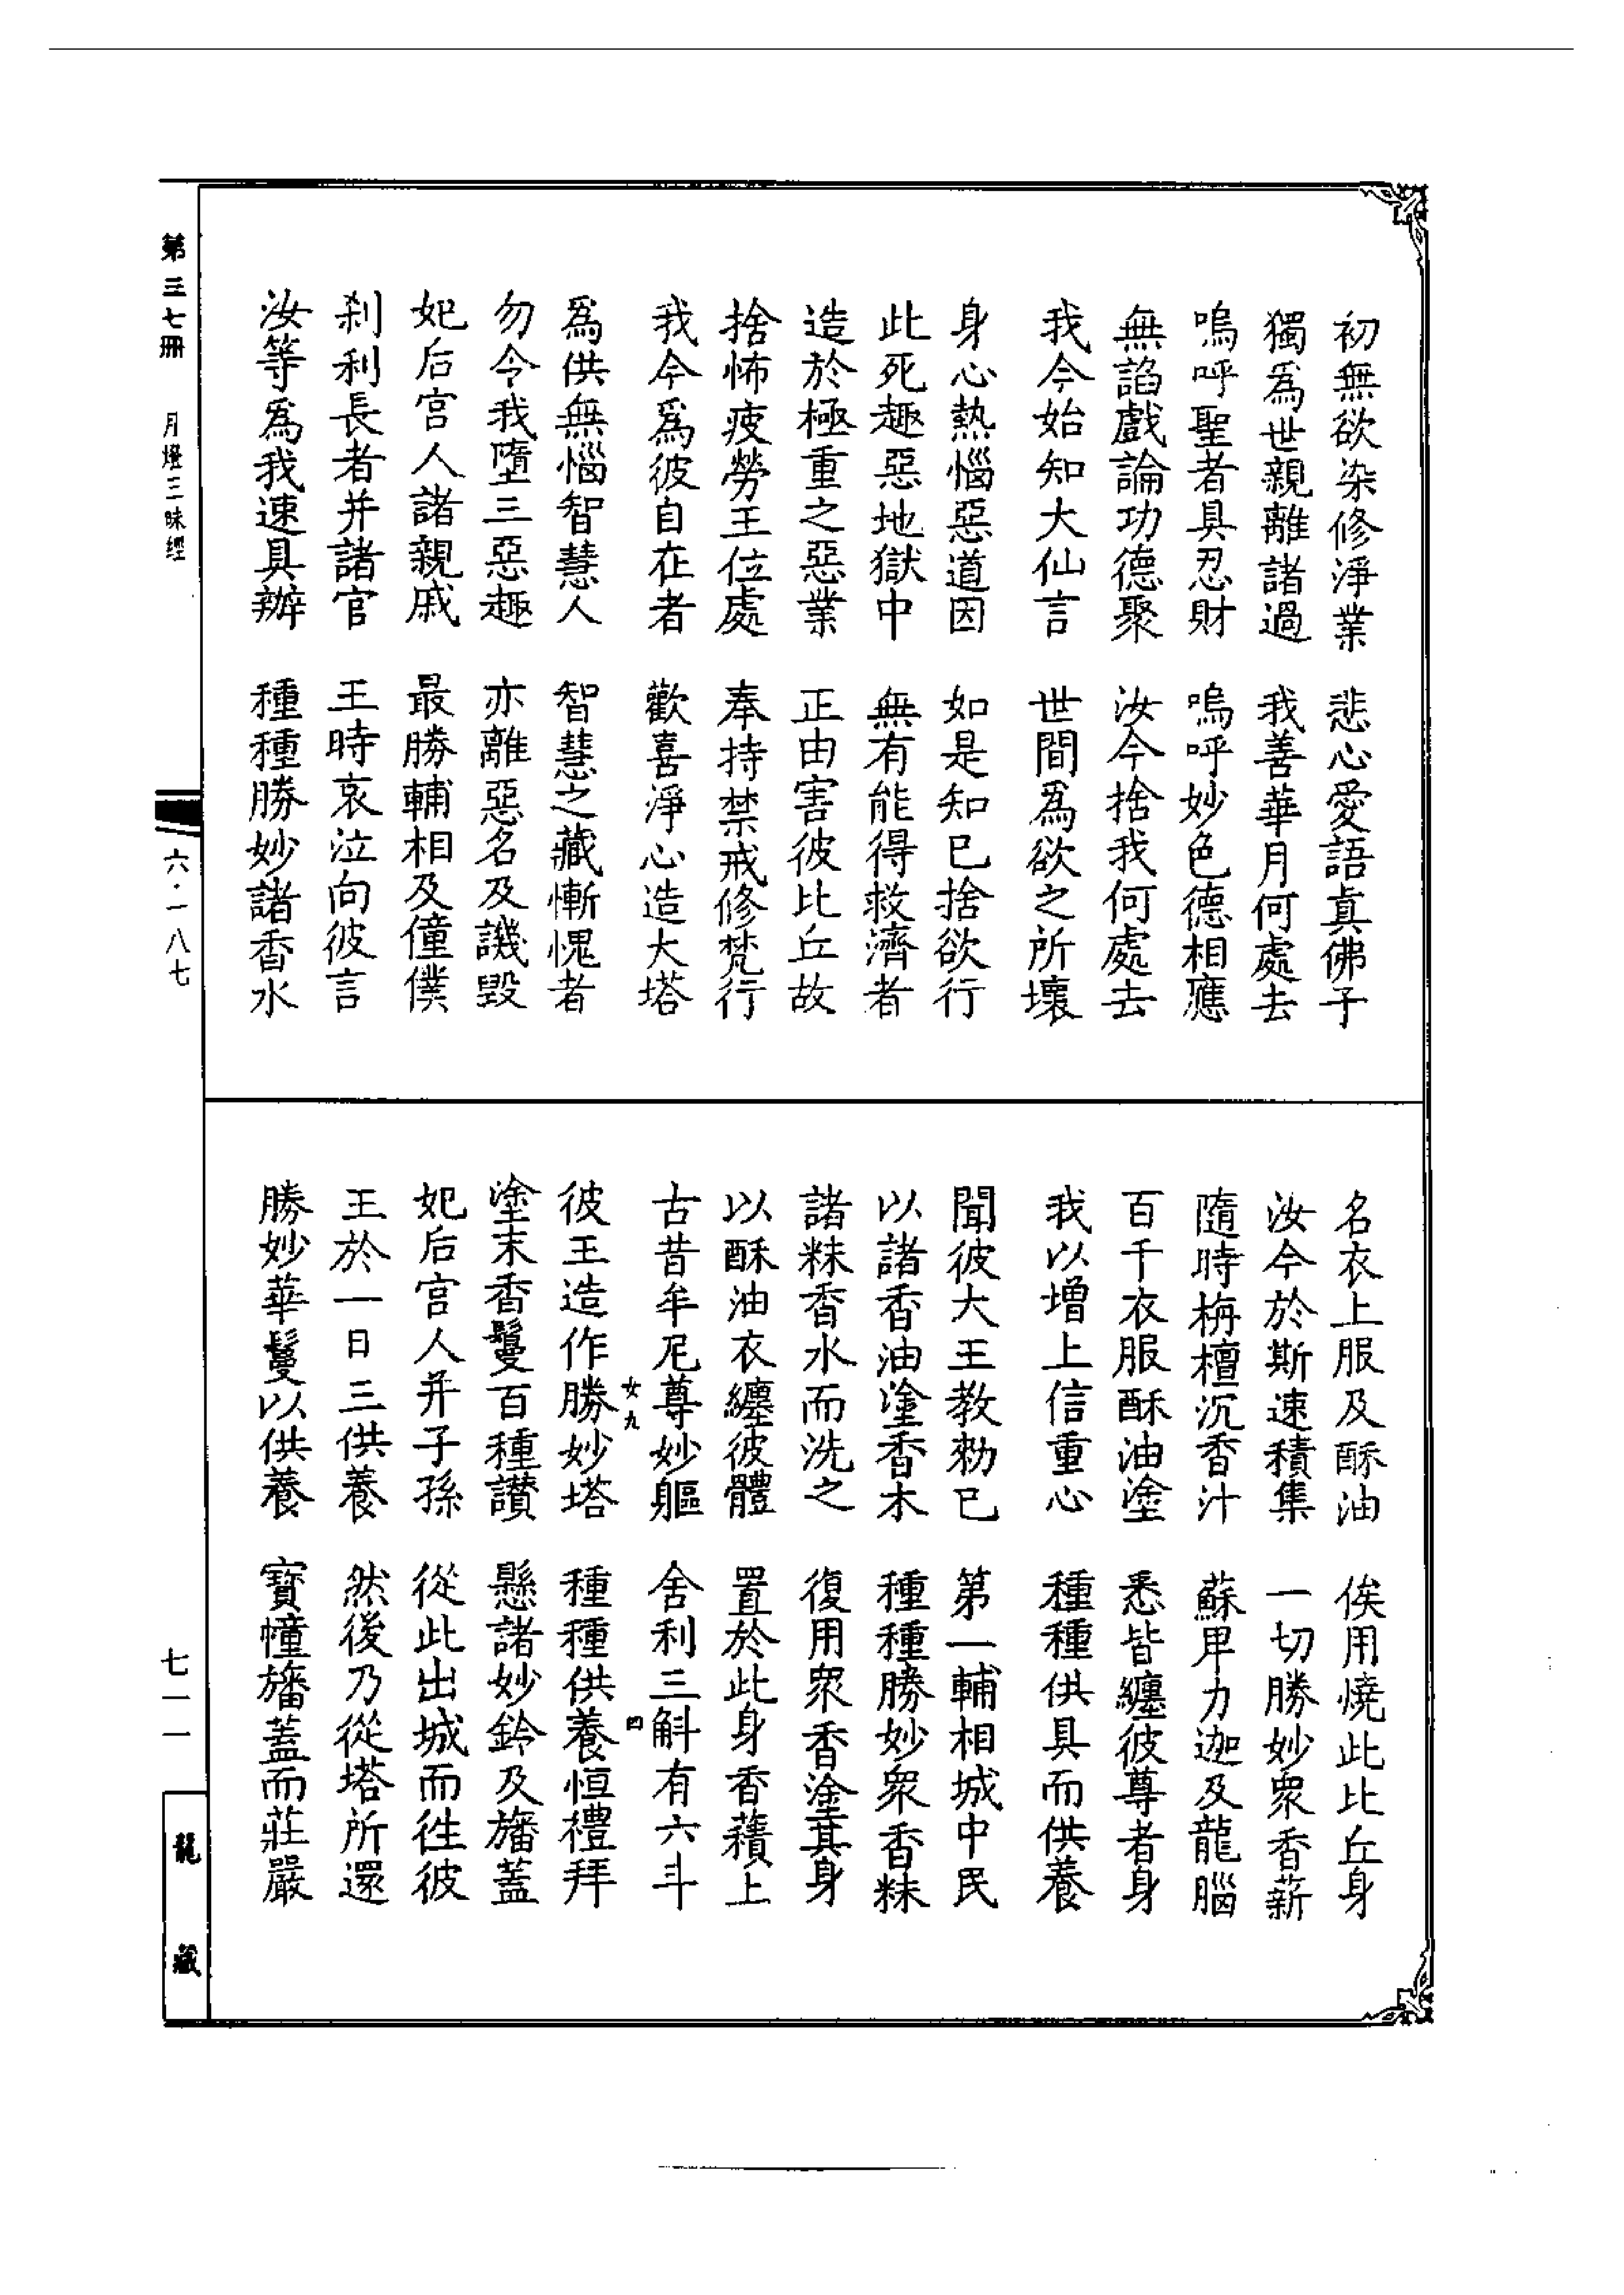 初無欲染修淨業　悲心愛語真佛子
獨爲世親離諸過　我善華月何處去
嗚呼聖者具忍財　嗚呼妙色德相應
無諂戲論功德聚　汝今捨我何處去
我今始知大仙言　世間爲欲之所壞
身心熱惱惡道因　如是知已捨欲行
此死趣惡地獄中　無有能得救濟者
造於極重之惡業　正由害彼比丘故
捨怖疲勞王位處　奉持禁戒修梵行
我今爲彼自在者　歡喜淨心造大塔
爲供無惱智慧人　智慧之藏慚愧者
勿令我墮三惡趣　亦離惡名及譏毀
妃后宮人諸親戚　最勝輔相及僮僕
刹利長者并諸官　王時哀泣向彼言
汝等爲我速具辦　種種勝妙諸香水
名衣上服及酥油　俟用燒此比丘身
汝今於斯速積集　一切勝妙衆香薪
隨時栴檀沉香汁　蘇畢力迦及龍腦
百千衣服酥油塗　悉皆纏彼尊者身
我以增上信重心　種種供具而供養
聞彼大王教勑已　第一輔相城中民
以諸香油塗香木　種種勝妙衆香粖
諸粖香水而洗之　復用衆香塗其身
以酥油衣纏彼體　置於此身香𧂐上
古昔牟尼尊妙軀　舍利三斛有六斗
女九　四
彼王造作勝妙塔　種種供養恒禮拜
塗末香鬘百種讚　懸諸妙鈴及旛蓋
妃后宮人并子孫　從此出城而徃彼
王於一日三供養　然後乃從塔所還
勝妙華鬘以供養　寶幢旛蓋而莊嚴
第三七冊　月燈三昧經
六·一八七
七一一
龍藏